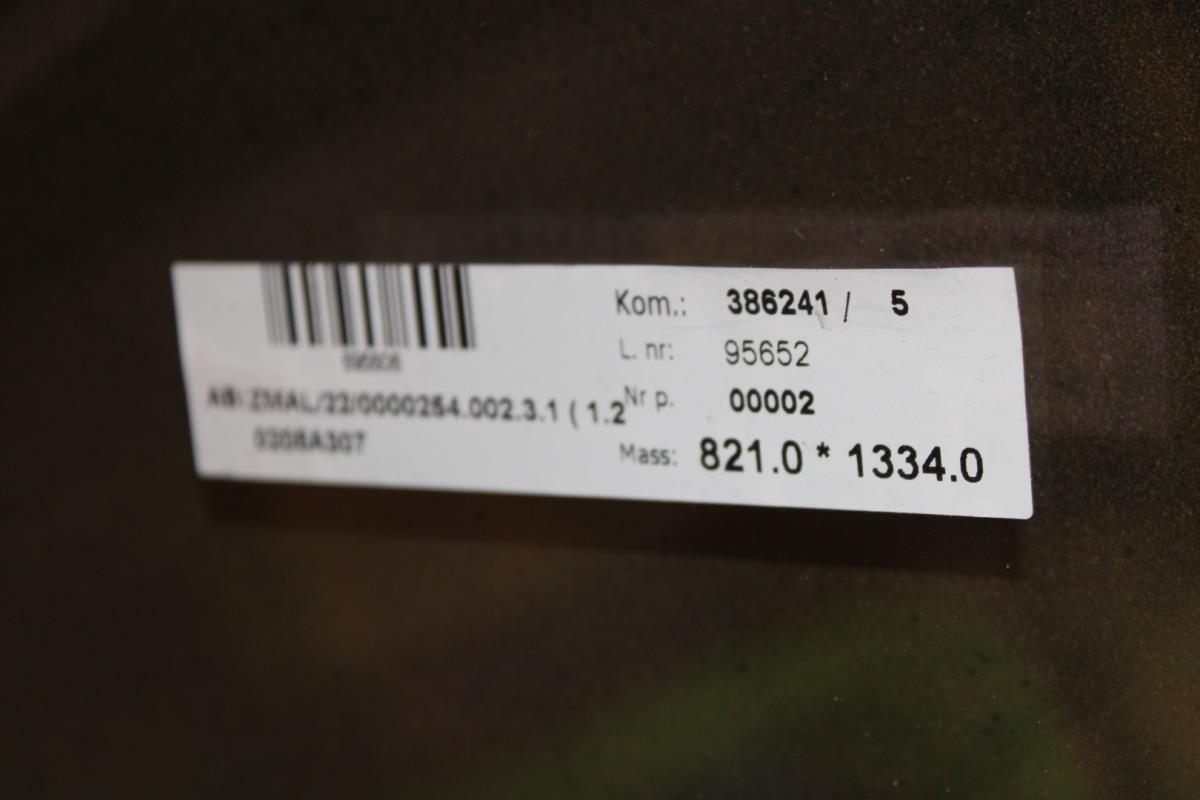 Kom.: 386241 / 5
L. nr: 95652
Nr p. 00002
Mass: 821.0 * 1334.0
ZMAL/22/0000254.002.3.1 ( 1.2
0208A307